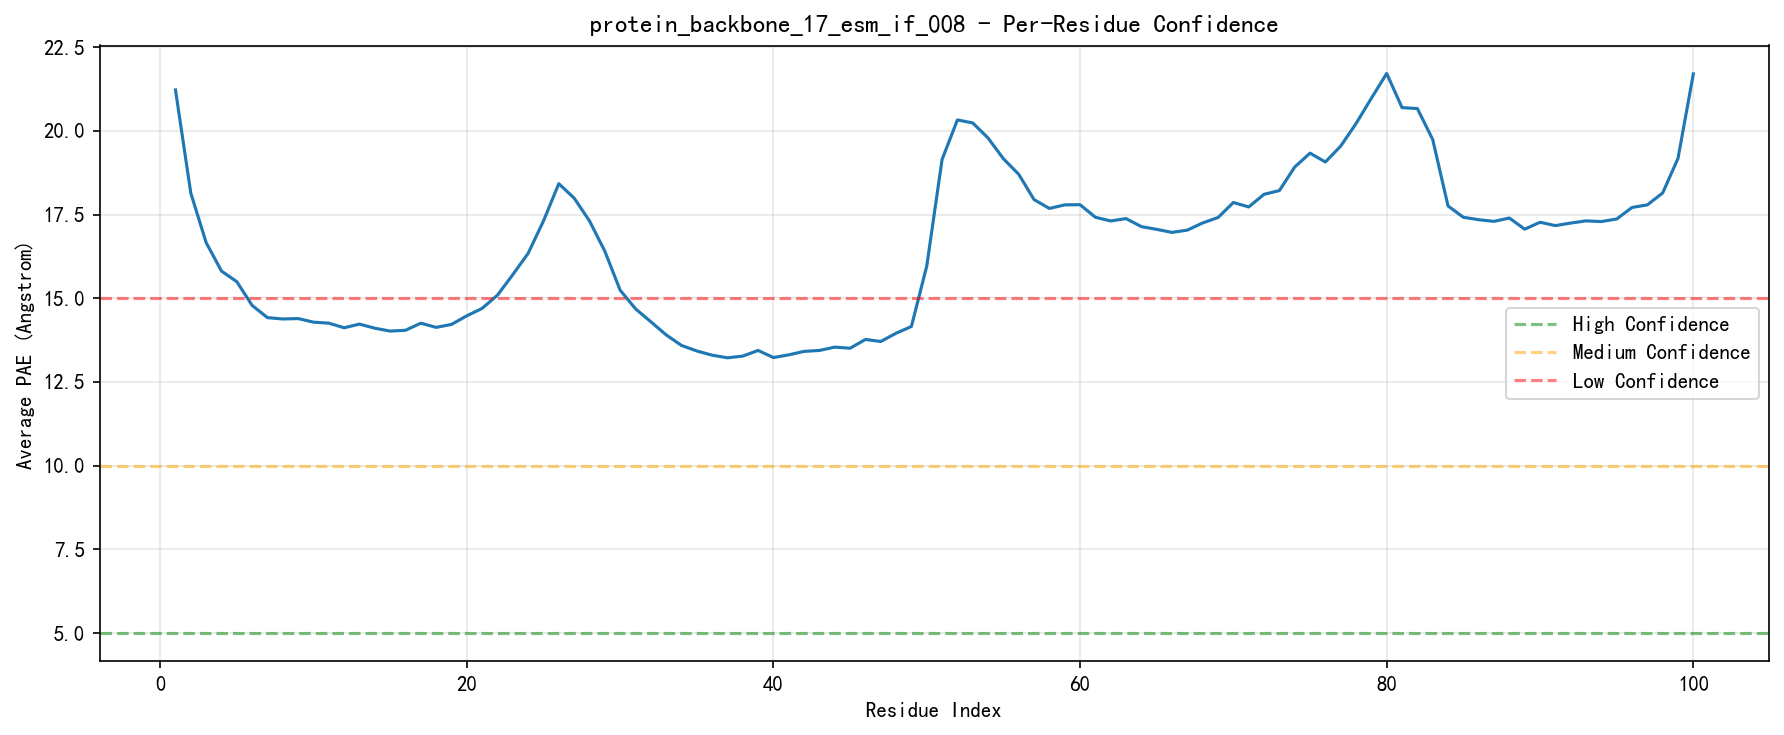 protein_backbone_17_esm_if_008 - Per-Residue Confidence
22.5
20.0
17.5
15.0
12.5
10.0
7.5
5.0
Average PAE (Angstrom)
High Confidence
Medium Confidence
Low Confidence
0 20 40 60 80 100
Residue Index